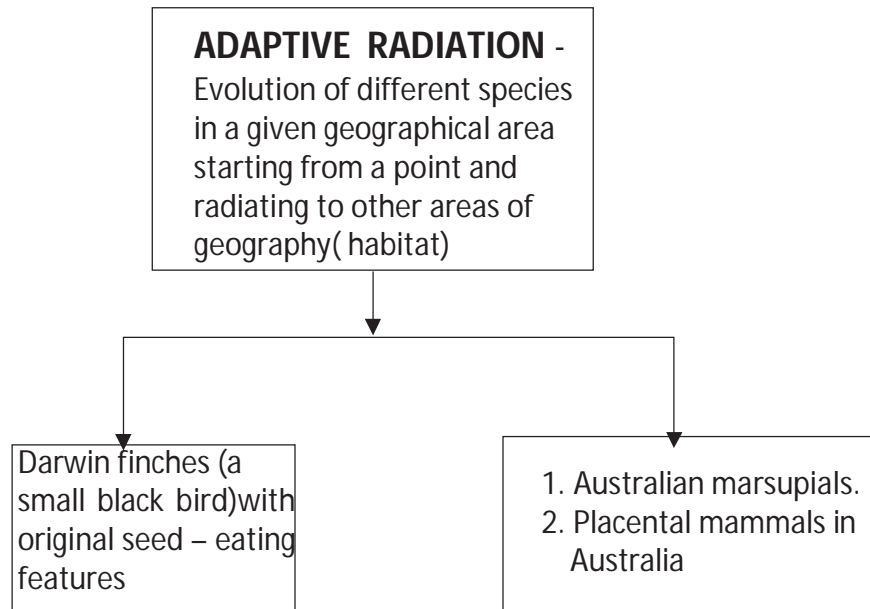 ADAPTIVE RADIATION -
Evolution of different species
in a given geographical area
starting from a point and
radiating to other areas of
geography( habitat)
Darwin finches (a
small black bird)with
original seed – eating
features
1. Australian marsupials.
2. Placental mammals in
Australia